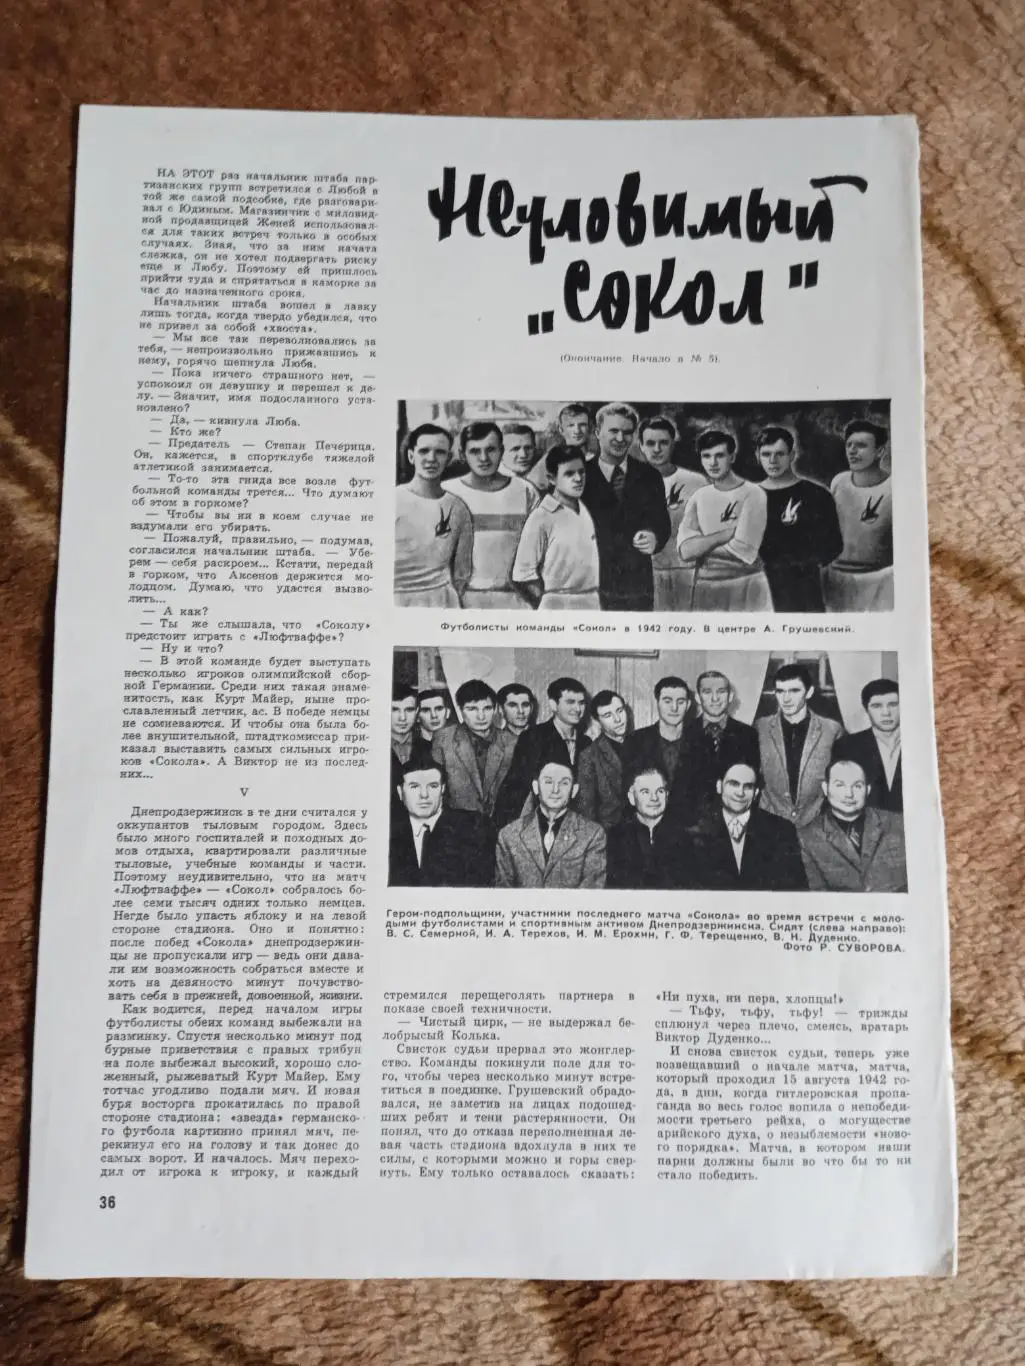 Неуловимый
„Сокол"
(Окончание. Начало в № 5).
НА ЭТОТ раз начальник штаба пар-
тизанских групп встретился с Любой в
той же самой подсобке, где разговари-
вал с Юдиным. Магазинчик с миловид-
ной продавщицей Женей использовал-
ся для таких встреч только в особых
случаях. Зная, что за ним начата
слежка, он не хотел подвергать риску
еще и Любу. Поэтому ей пришлось
прийти туда и спрятаться в каморке за
час до назначенного срока.
Начальник штаба вошел в лавку
лишь тогда, когда твердо убедился, что
не привел за собой «хвоста».
— Мы все так переволновались за
тебя, — непроизвольно прижавшись к
нему, горячо шепнула Люба.
— Пока ничего страшного нет, —
успокоил он девушку и перешел к де-
лу. — Значит, имя подосланного уста-
новлено?
— Да, — кивнула Люба.
— Кто же?
— Предатель — Степан Печерица.
Он, кажется, в спортклубе тяжелой
атлетикой занимается.
— То-то эта гнида все возле фут-
больной команды трется... Что думают
об этом в горкоме?
— Чтобы вы ни в коем случае не
вздумали его убирать.
— Пожалуй, правильно, — подумав,
согласился начальник штаба. — Убе-
рем — себя раскроем... Кстати, передай
в горком, что Аксенов держится мо-
лодцом. Думаю, что удастся вызво-
лить...
— А как?
— Ты же слышала, что «Соколу»
предстоит играть с «Люфтваффе»?
— Ну и что?
— В этой команде будет выступать
несколько игроков олимпийской сбор-
ной Германии. Среди них такая знаме-
нитость, как Курт Майер, ныне про-
славленный летчик, ас. В победе немцы
не сомневаются. И чтобы она была бо-
лее внушительной, штадткомиссар при-
казал выставить самых сильных игро-
ков «Сокола». А Виктор не из послед-
них...
V
Днепродзержинск в те дни считался у
оккупантов тыловым городом. Здесь
было много госпиталей и походных до-
мов отдыха, квартировали различные
тыловые, учебные команды и части.
Поэтому неудивительно, что на матч
«Люфтваффе» — «Сокол» собралось бо-
лее семи тысяч одних только немцев.
Негде было упасть яблоку и на левой
стороне стадиона. Оно и понятно:
после побед «Сокола» днепродзержин-
цы не пропускали игр — ведь они дава-
ли им возможность собраться вместе и
хоть на девяносто минут почувство-
вать себя в прежней, довоенной, жизни.
Как водится, перед началом игры
футболисты обеих команд выбежали на
разминку. Спустя несколько минут под
бурные приветствия с правых трибун
на поле выбежал высокий, хорошо сло-
женный, рыжеватый Курт Майер. Ему
тотчас угодливо подали мяч. И новая
буря восторга прокатилась по правой
стороне стадиона: «звезда» германско-
го футбола картинно принял мяч, пе-
рекинул его на голову и так донес до
самых ворот. И началось. Мяч перехо-
дил от игрока к игроку, и каждый
36
Футболисты команды «Сокол» в 1942 году. В центре А. Грушевский.
Герои-подпольщики, участники последнего матча «Сокола» во время встречи с моло-
дыми футболистами и спортивным активом Днепродзержинска. Сидят (слева направо):
В. С. Семерной, И. А. Терехов, И. М. Ерохин, Г. Ф. Терещенко, В. Н. Дуденко.
Фото Р. СУВОРОВА.
стремился перещеголять партнера в
показе своей техничности.
— Чистый цирк, — не выдержал бе-
лобрысый Колька.
Свисток судьи прервал это жонглер-
ство. Команды покинули поле для то-
го, чтобы через несколько минут встре-
титься в поединке. Грушевский обрадо-
вался, не заметив на лицах подошед-
ших ребят и тени растерянности. Он
понял, что до отказа переполненная ле-
вая часть стадиона вдохнула в них те
силы, с которыми можно и горы свер-
нуть. Ему только оставалось сказать:
«Ни пуха, ни пера, хлопцы!»
— Тьфу, тьфу, тьфу! — трижды
сплюнул через плечо, смеясь, вратарь
Виктор Дуденко...
И снова свисток судьи, теперь уже
возвещавший о начале матча, матча,
который проходил 15 августа 1942 го-
да, в дни, когда гитлеровская пропа-
ганда во весь голос вопила о непобеди-
мости третьего рейха, о могуществе
арийского духа, о незыблемости «ново-
го порядка». Матча, в котором наши
парни должны были во что бы то ни
стало победить.